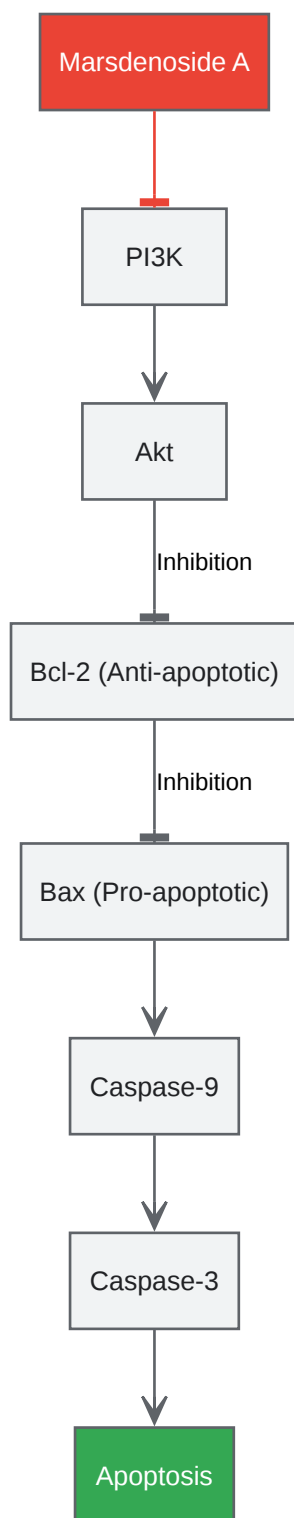 Marsdenoside A
PI3K
Akt
Inhibition
Bcl-2 (Anti-apoptotic)
Inhibition
Bax (Pro-apoptotic)
Caspase-9
Caspase-3
Apoptosis